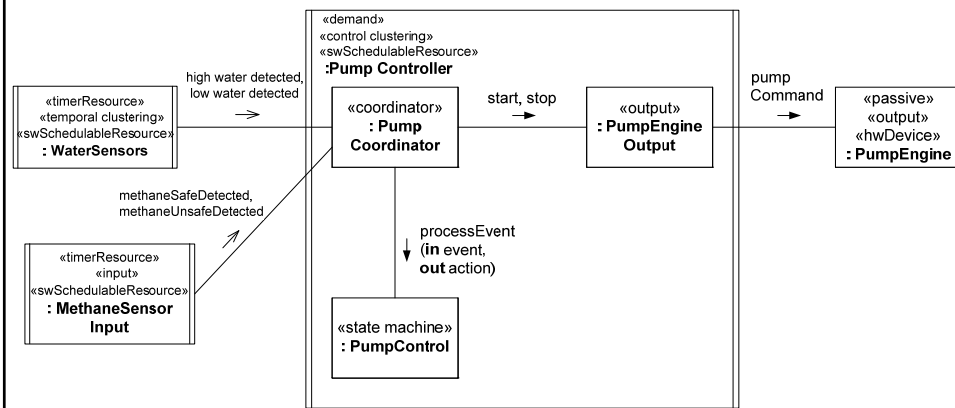 «demand»
«control clustering»
«swSchedulableResource»
:Pump Controller
high water detected,
low water detected
«timerResource»
«temporal clustering»
«swSchedulableResource»
: WaterSensors
«coordinator»
: Pump
Coordinator
start, stop
«output»
: PumpEngine
Output
pump
Command
«passive»
«output»
«hwDevice»
: PumpEngine
methaneSafeDetected,
methaneUnsafeDetected
«timerResource»
«input»
«swSchedulableResource»
: MethaneSensor
Input
processEvent
(in event,
out action)
«state machine»
: PumpControl